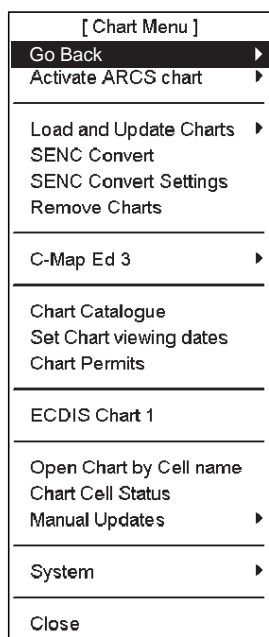 [ Chart Menu ]
Go Back
Activate ARCS chart
Load and Update Charts
SENC Convert
SENC Convert Settings
Remove Charts
C-Map Ed 3
Chart Catalogue
Set Chart viewing dates
Chart Permits
ECDIS Chart 1
Open Chart by Cell name
Chart Cell Status
Manual Updates
System
Close